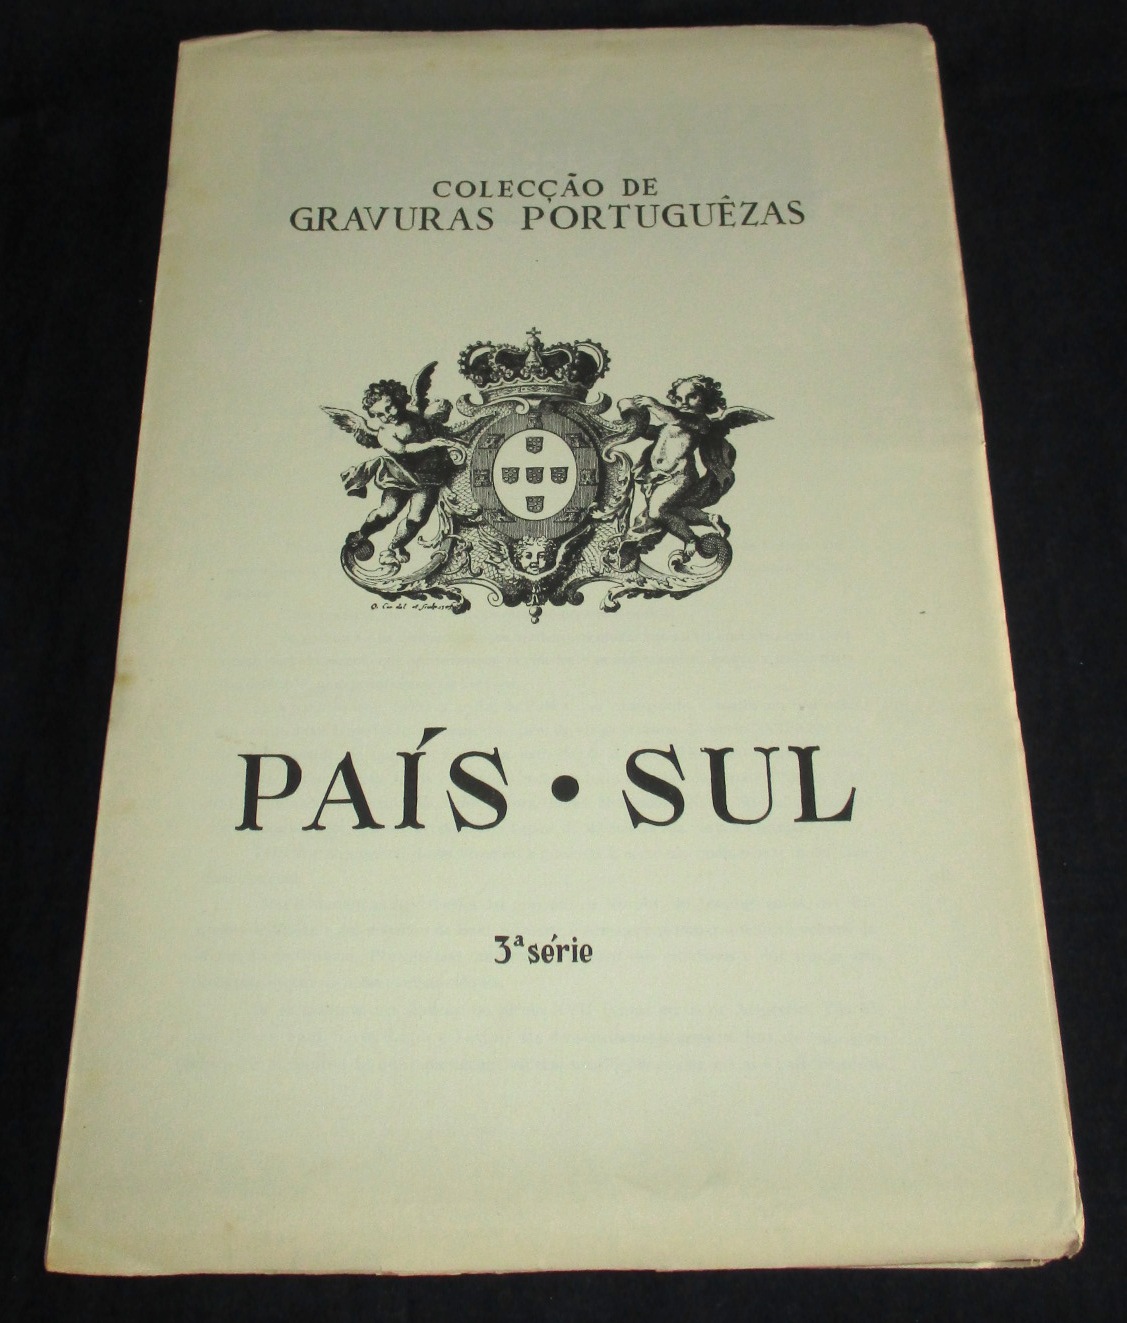 COLECÇÃO DE
GRAVURAS PORTUGUÊZAS
PAÍS • SUL
3ª série